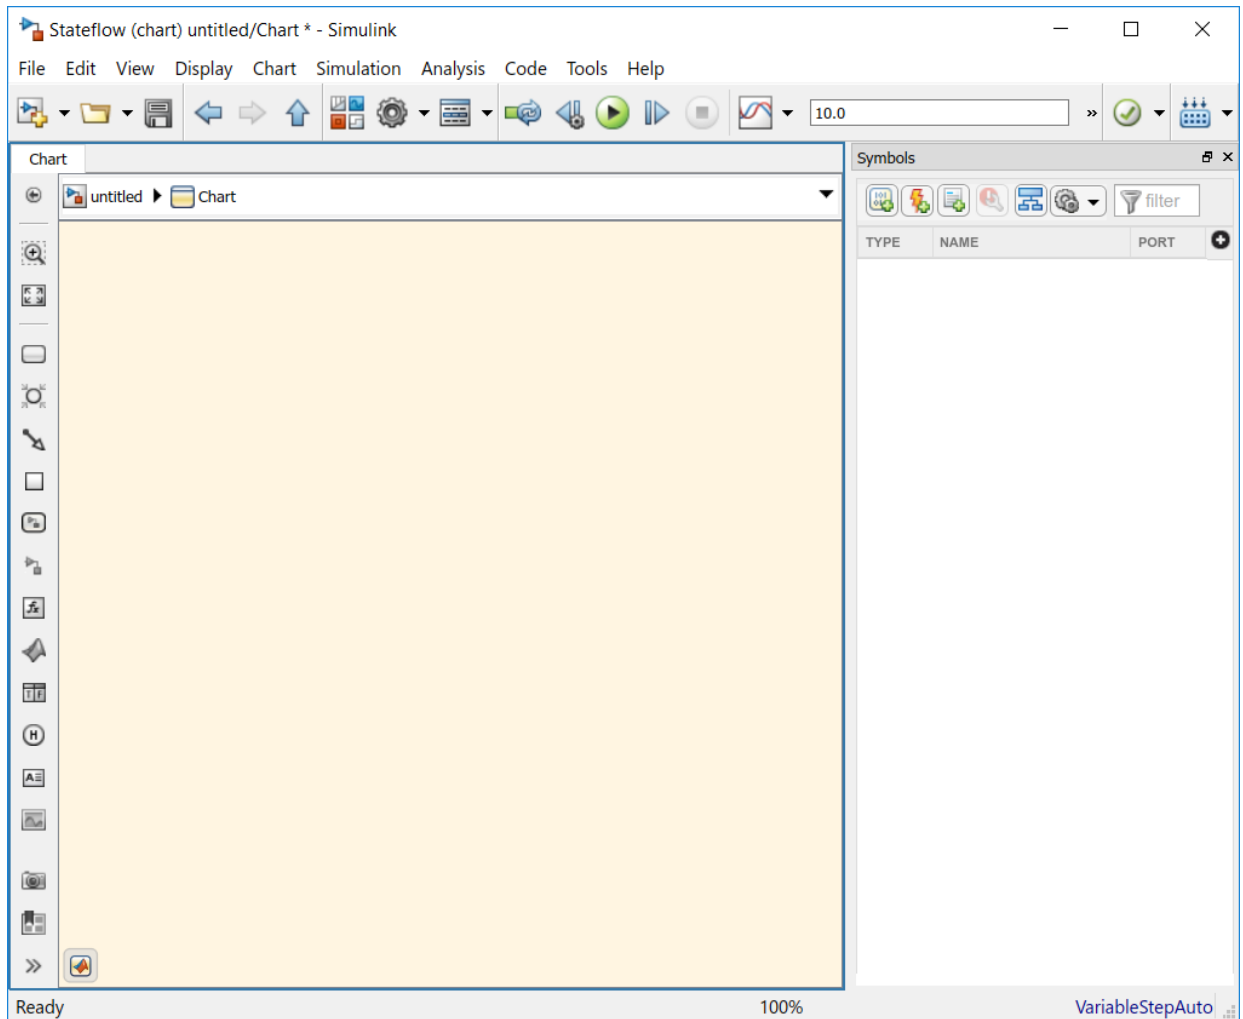 Stateflow (chart) untitled/Chart * - Simulink
File Edit View Display Chart Simulation Analysis Code Tools Help
10.0
»
Chart
Symbols
untitled Chart
filter
TYPE NAME PORT
fx
T F
H
A
Ready 100% VariableStepAuto